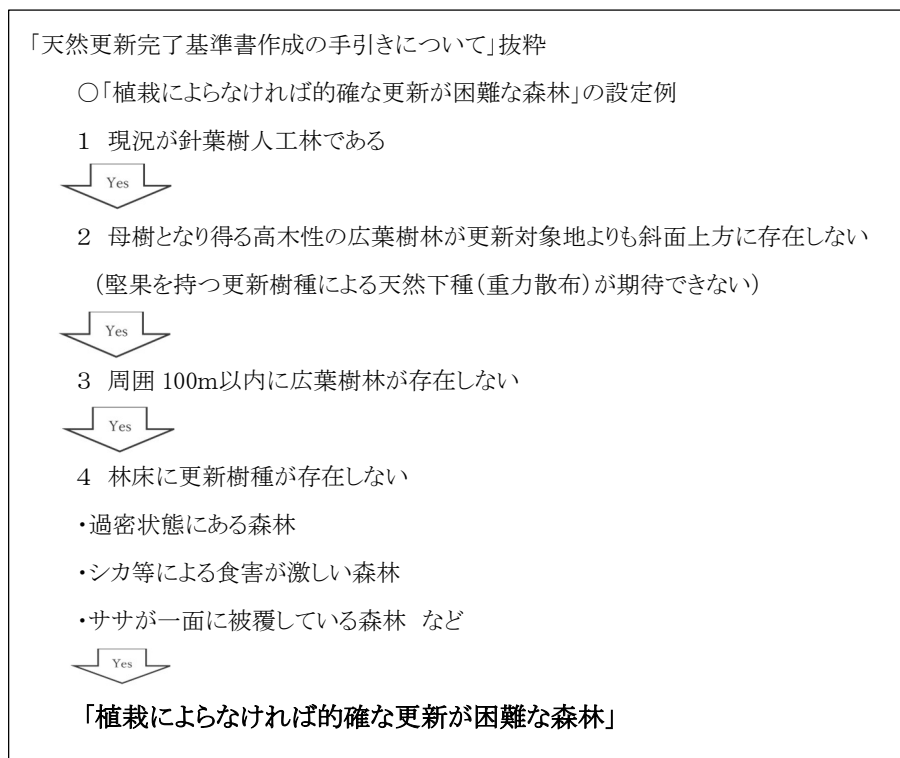 「天然更新完了基準書作成の手引きについて」抜粋
○「植栽によらなければ的確な更新が困難な森林」の設定例
1 現況が針葉樹人工林である
Yes
2 母樹となり得る高木性の広葉樹林が更新対象地よりも斜面上方に存在しない
(堅果を持つ更新樹種による天然下種(重力散布)が期待できない)
Yes
3 周囲 100m以内に広葉樹林が存在しない
Yes
4 林床に更新樹種が存在しない
・過密状態にある森林
・シカ等による食害が激しい森林
・ササが一面に被覆している森林 など
Yes
「植栽によらなければ的確な更新が困難な森林」